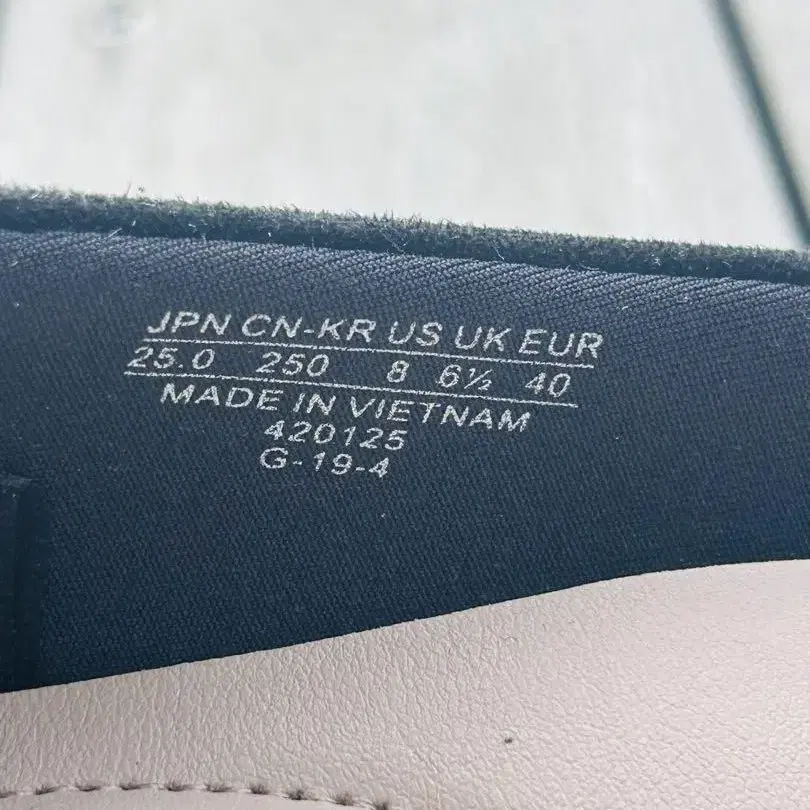 JPN CN-KR US UK EUR
25.0 250 8 6½ 40
MADE IN VIETNAM
420125
G-19-4